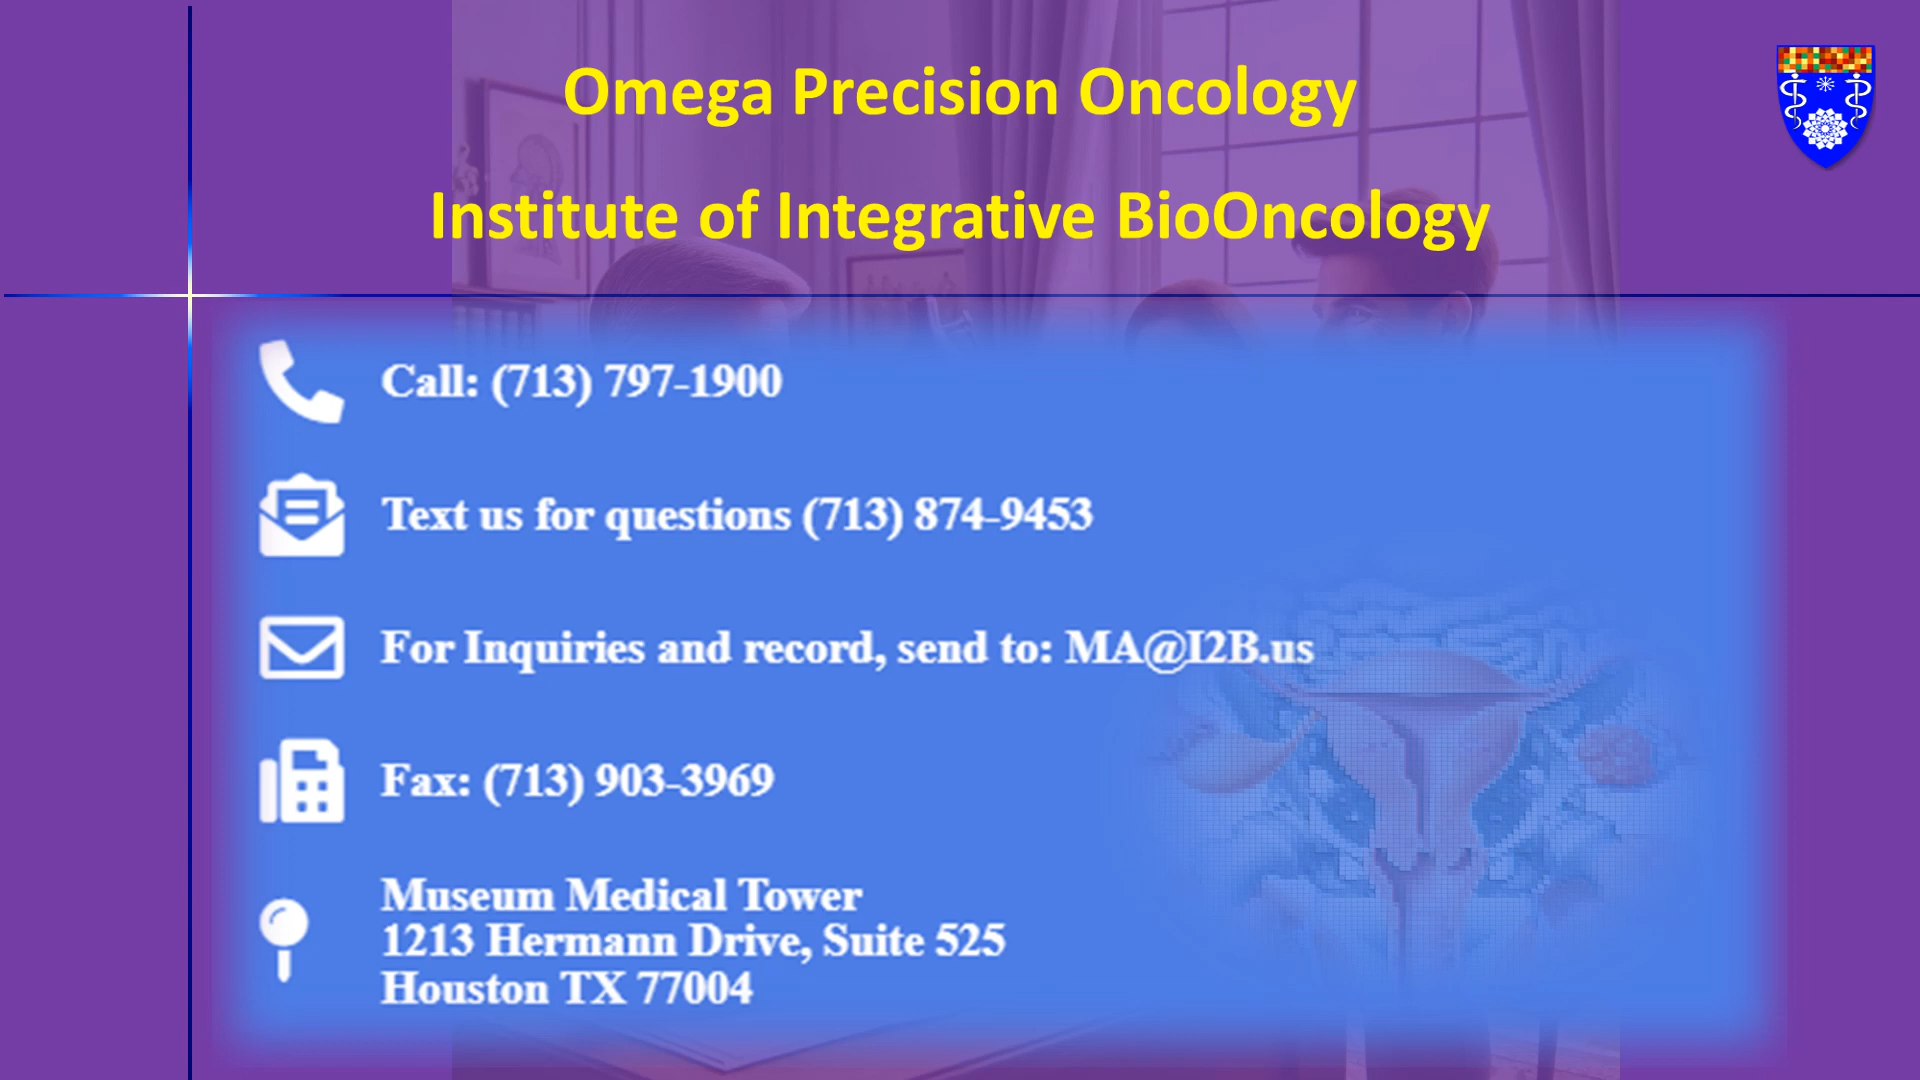 Omega Precision Oncology
Institute of Integrative BioOncology
Call: (713) 797-1900
Text us for questions (713) 874-9453
For Inquiries and record, send to: MA@I2B.us
Fax: (713) 903-3969
Museum Medical Tower
1213 Hermann Drive, Suite 525
Houston TX 77004